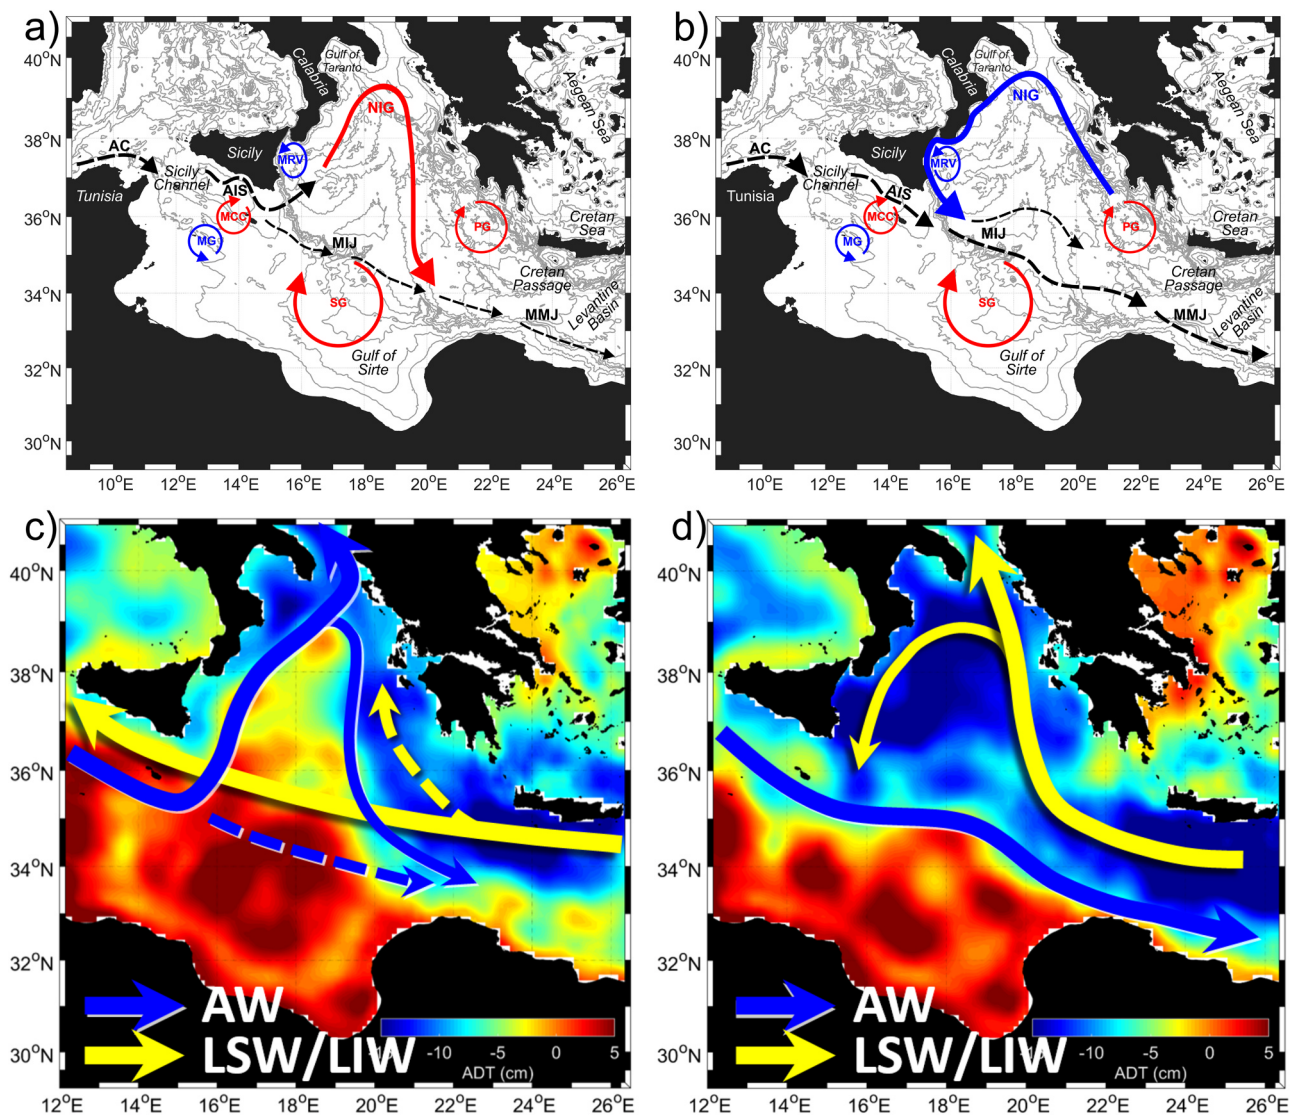 a)
40°N
38°N
36°N
34°N
32°N
30°N
10°E 12°E 14°E 16°E 18°E 20°E 22°E 24°E 26°E
Calabria
Gulf of
Taranto
Aegean Sea
NIG
AC
Sicily
MRV
Sicily
Channel
Tunisia
AIS
MCC
MG
PG
Cretan
Sea
MIJ
Cretan
Passage
SG
Levantine
Basin
MMJ
Gulf of
Sirte
b)
40°N
38°N
36°N
34°N
32°N
30°N
10°E 12°E 14°E 16°E 18°E 20°E 22°E 24°E 26°E
Calabria
Gulf of
Taranto
Aegean Sea
NIG
AC
Sicily
MRV
Sicily
Channel
Tunisia
AIS
MCC
MG
PG
Cretan
Sea
MIJ
Cretan
Passage
SG
Levantine
Basin
MMJ
Gulf of
Sirte
c)
40°N
38°N
36°N
34°N
32°N
30°N
12°E 14°E 16°E 18°E 20°E 22°E 24°E 26°E
AW
LSW/LIW
-10 -5 0 5
ADT (cm)
d)
40°N
38°N
36°N
34°N
32°N
30°N
12°E 14°E 16°E 18°E 20°E 22°E 24°E 26°E
AW
LSW/LIW
-10 -5 0 5
ADT (cm)